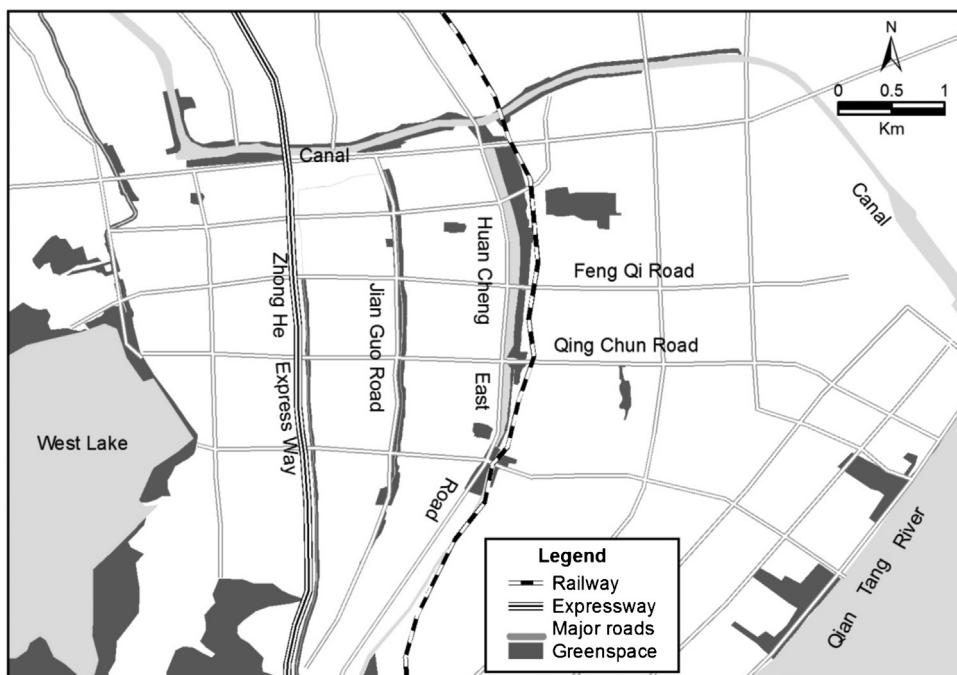 N
0 0.5 1
Km
Canal
Canal
Huan Cheng
East
Road
Feng Qi Road
Zhong He
Express Way
Jian Guo Road
Qing Chun Road
West Lake
Qian Tang River
Legend
Railway
Expressway
Major roads
Greenspace